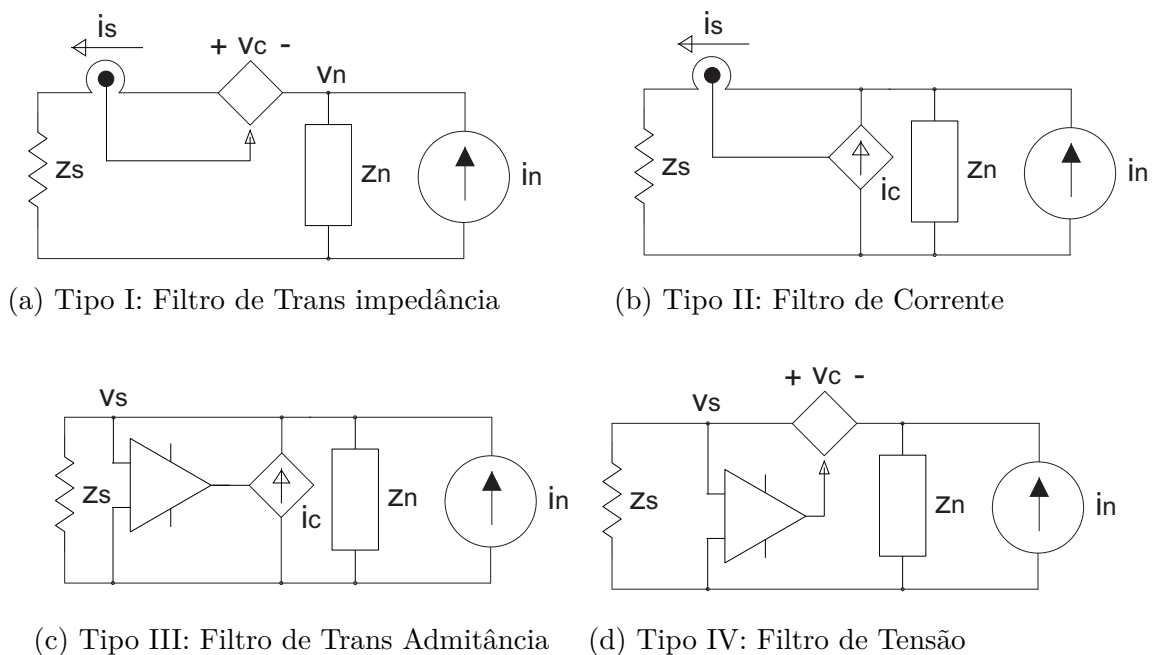 is
+ vc -
vn
zs
zn
in
(a) Tipo I: Filtro de Trans impedância
is
zs
ic
zn
in
(b) Tipo II: Filtro de Corrente
vs
zs
ic
zn
in
(c) Tipo III: Filtro de Trans Admitância
+ vc -
vs
zs
zn
in
(d) Tipo IV: Filtro de Tensão